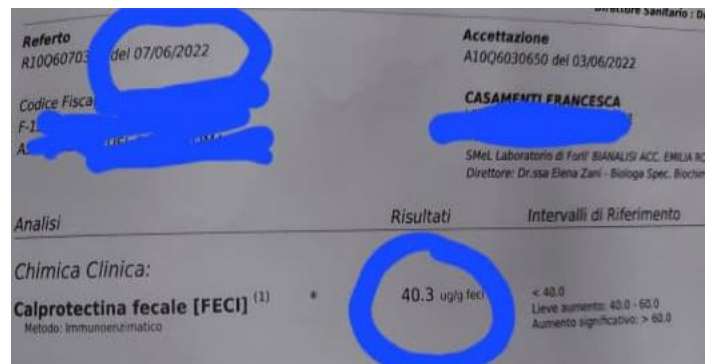 Direttore Sanitario : D
Referto
R10Q60703 del 07/06/2022
Accettazione
A10Q6030650 del 03/06/2022
Codice Fisca
CASAMENTI FRANCESCA
F-1
A
SMeL Laboratorio di Forli' BIANALISI ACC. EMILIA RO
Direttore: Dr.ssa Elena Zani - Biologa Spec. Biochim
Analisi
Risultati
Intervalli di Riferimento
Chimica Clinica:
Calprotectina fecale [FECI] (1) * 40.3 ug/g feci
Metodo: Immunoenzimatico
< 40.0
Lieve aumento: 40.0 - 60.0
Aumento significativo: > 60.0